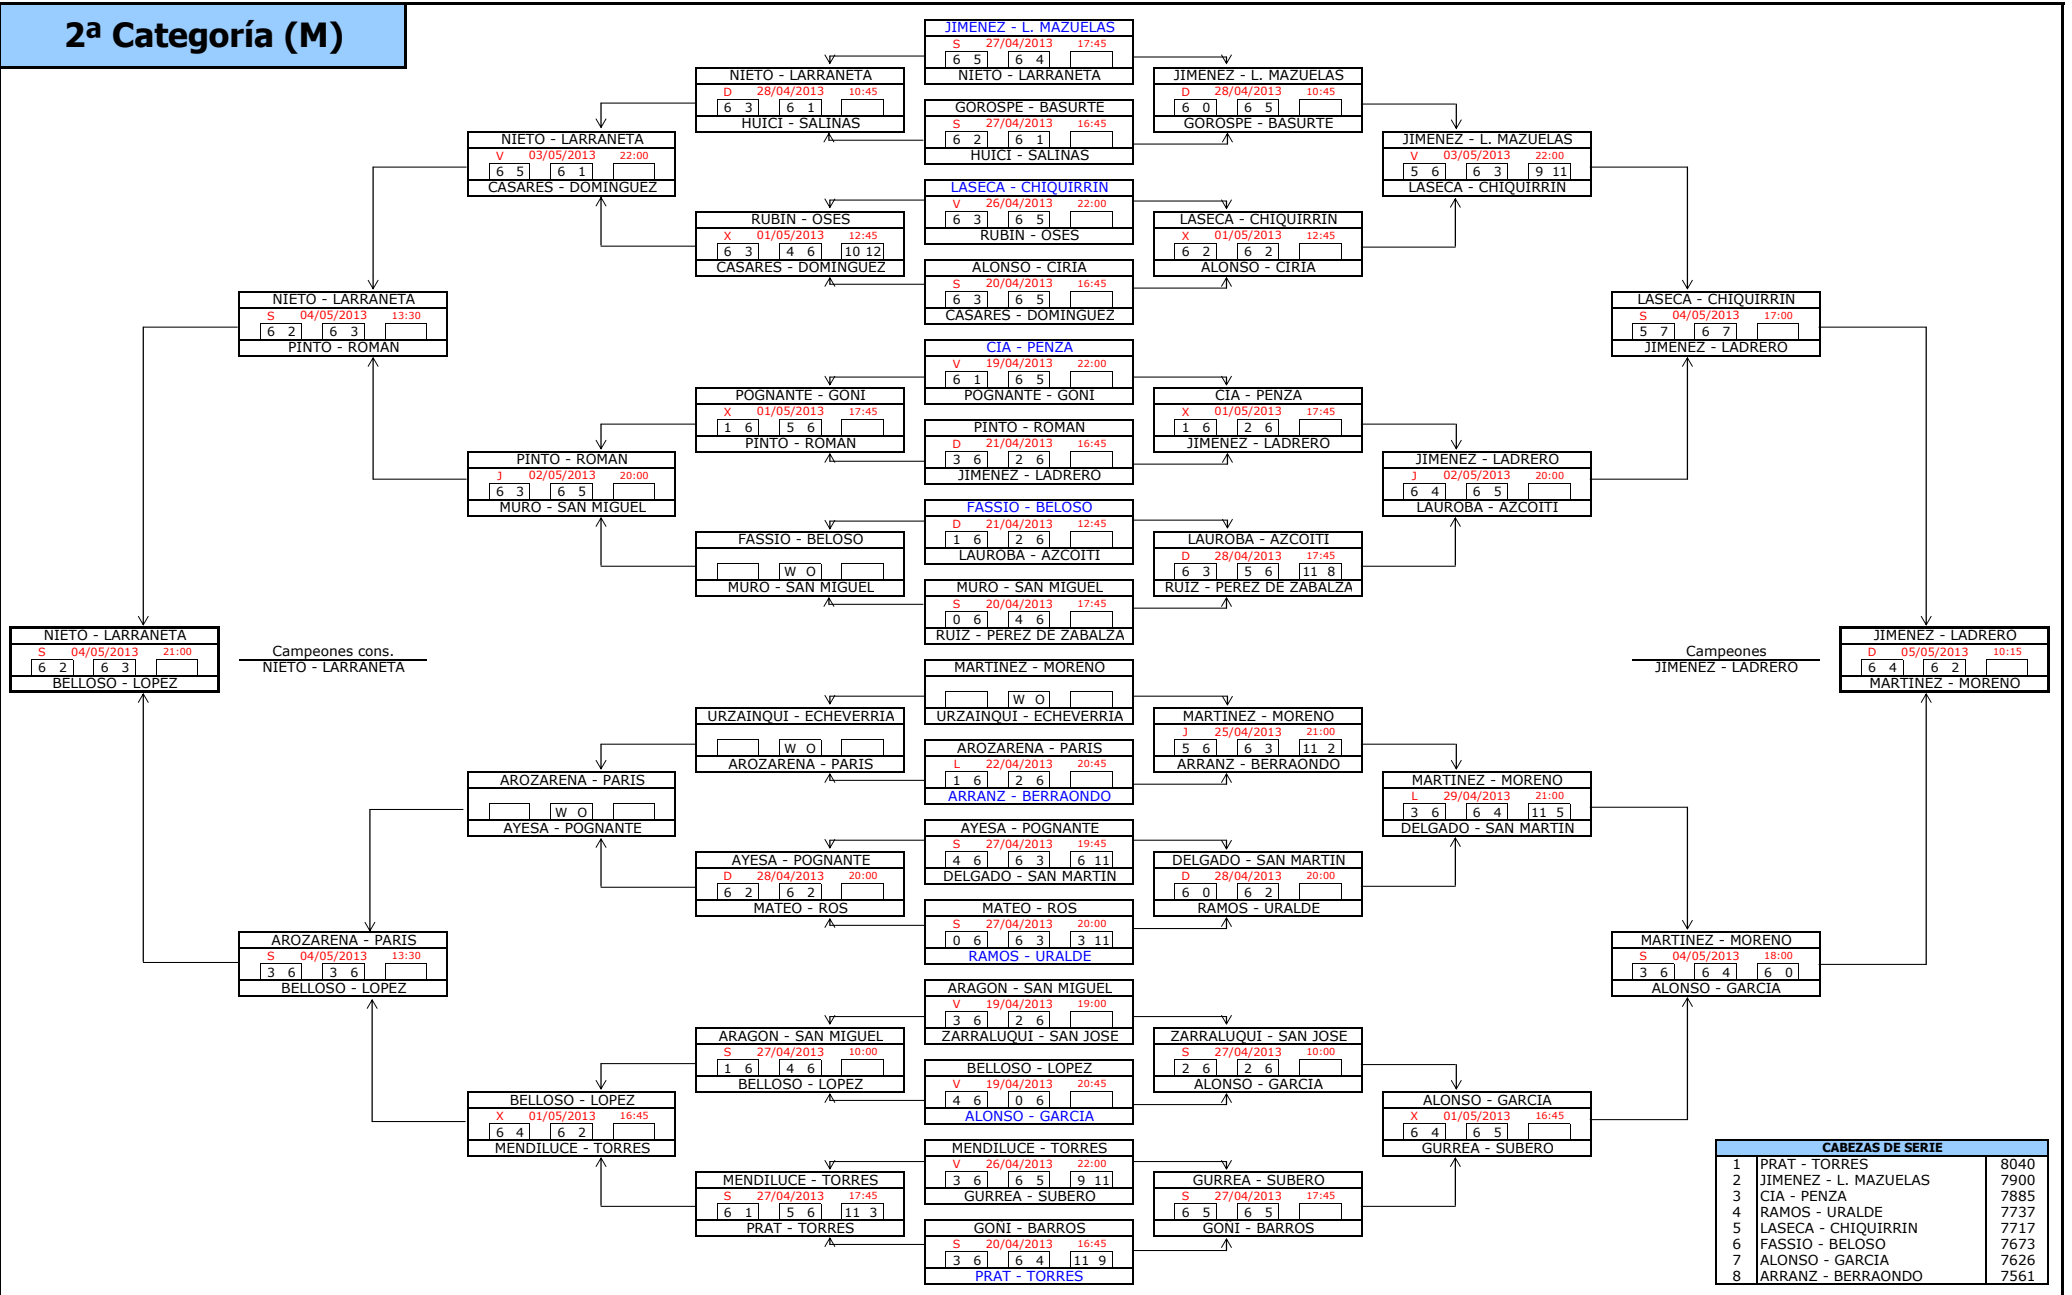 2ª Categoría (M)
NIETO - LARRAÑETA
S 04/05/2013 21:00
6 2 6 3
BELLOSO - LOPEZ
Campeones cons.
NIETO - LARRAÑETA
NIETO - LARRAÑETA
S 04/05/2013 13:30
6 2 6 3
PINTO - ROMAN
AROZARENA - PARIS
S 04/05/2013 13:30
3 6 3 6
BELLOSO - LOPEZ
NIETO - LARRAÑETA
V 03/05/2013 22:00
6 5 6 1
CASARES - DOMINGUEZ
PINTO - ROMAN
J 02/05/2013 20:00
6 3 6 5
MURO - SAN MIGUEL
AROZARENA - PARIS
W O
AYESA - POGNANTE
BELLOSO - LOPEZ
X 01/05/2013 16:45
6 4 6 2
MENDILUCE - TORRES
NIETO - LARRAÑETA
D 28/04/2013 10:45
6 3 6 1
HUICI - SALINAS
RUBIN - OSES
X 01/05/2013 12:45
6 3 4 6 10 12
CASARES - DOMINGUEZ
POGNANTE - GOÑI
X 01/05/2013 17:45
1 6 5 6
PINTO - ROMAN
FASSIO - BELOSO
W O
MURO - SAN MIGUEL
URZAINQUI - ECHEVERRIA
W O
AROZARENA - PARIS
AYESA - POGNANTE
D 28/04/2013 20:00
6 2 6 2
MATEO - ROS
ARAGON - SAN MIGUEL
S 27/04/2013 10:00
1 6 4 6
BELLOSO - LOPEZ
MENDILUCE - TORRES
S 27/04/2013 17:45
6 1 5 6 11 3
PRAT - TORRES
JIMENEZ - L. MAZUELAS
S 27/04/2013 17:45
6 5 6 4
NIETO - LARRAÑETA
GOROSPE - BASURTE
S 27/04/2013 16:45
6 2 6 1
HUICI - SALINAS
LASECA - CHIQUIRRIN
V 26/04/2013 22:00
6 3 6 5
RUBIN - OSES
ALONSO - CIRIA
S 20/04/2013 16:45
6 3 6 5
CASARES - DOMINGUEZ
CIA - PENZA
V 19/04/2013 22:00
6 1 6 5
POGNANTE - GOÑI
PINTO - ROMAN
D 21/04/2013 16:45
3 6 2 6
JIMENEZ - LADRERO
FASSIO - BELOSO
D 21/04/2013 12:45
1 6 2 6
LAUROBA - AZCOITI
MURO - SAN MIGUEL
S 20/04/2013 17:45
0 6 4 6
RUIZ - PEREZ DE ZABALZA
MARTINEZ - MORENO
W O
URZAINQUI - ECHEVERRIA
AROZARENA - PARIS
L 22/04/2013 20:45
1 6 2 6
ARRANZ - BERRAONDO
AYESA - POGNANTE
S 27/04/2013 19:45
4 6 6 3 6 11
DELGADO - SAN MARTIN
MATEO - ROS
S 27/04/2013 20:00
0 6 6 3 3 11
RAMOS - URALDE
ARAGON - SAN MIGUEL
V 19/04/2013 19:00
3 6 2 6
ZARRALUQUI - SAN JOSE
BELLOSO - LOPEZ
V 19/04/2013 20:45
4 6 0 6
ALONSO - GARCIA
MENDILUCE - TORRES
V 26/04/2013 22:00
3 6 6 5 9 11
GURREA - SUBERO
GOÑI - BARROS
S 20/04/2013 16:45
3 6 6 4 11 9
PRAT - TORRES
JIMENEZ - L. MAZUELAS
D 28/04/2013 10:45
6 0 6 5
GOROSPE - BASURTE
LASECA - CHIQUIRRIN
X 01/05/2013 12:45
6 2 6 2
ALONSO - CIRIA
CIA - PENZA
X 01/05/2013 17:45
1 6 2 6
JIMENEZ - LADRERO
LAUROBA - AZCOITI
D 28/04/2013 17:45
6 3 5 6 11 8
RUIZ - PEREZ DE ZABALZA
MARTINEZ - MORENO
J 25/04/2013 21:00
5 6 6 3 11 2
ARRANZ - BERRAONDO
DELGADO - SAN MARTIN
D 28/04/2013 20:00
6 0 6 2
RAMOS - URALDE
ZARRALUQUI - SAN JOSE
S 27/04/2013 10:00
2 6 2 6
ALONSO - GARCIA
GURREA - SUBERO
S 27/04/2013 17:45
6 5 6 5
GOÑI - BARROS
JIMENEZ - L. MAZUELAS
V 03/05/2013 22:00
5 6 6 3 9 11
LASECA - CHIQUIRRIN
JIMENEZ - LADRERO
J 02/05/2013 20:00
6 4 6 5
LAUROBA - AZCOITI
MARTINEZ - MORENO
L 29/04/2013 21:00
3 6 6 4 11 5
DELGADO - SAN MARTIN
ALONSO - GARCIA
X 01/05/2013 16:45
6 4 6 5
GURREA - SUBERO
LASECA - CHIQUIRRIN
S 04/05/2013 17:00
5 7 6 7
JIMENEZ - LADRERO
MARTINEZ - MORENO
S 04/05/2013 18:00
3 6 6 4 6 0
ALONSO - GARCIA
Campeones
JIMENEZ - LADRERO
JIMENEZ - LADRERO
D 05/05/2013 10:15
6 4 6 2
MARTINEZ - MORENO
CABEZAS DE SERIE
1 PRAT - TORRES 8040
2 JIMENEZ - L. MAZUELAS 7900
3 CIA - PENZA 7885
4 RAMOS - URALDE 7737
5 LASECA - CHIQUIRRIN 7717
6 FASSIO - BELOSO 7673
7 ALONSO - GARCIA 7626
8 ARRANZ - BERRAONDO 7561